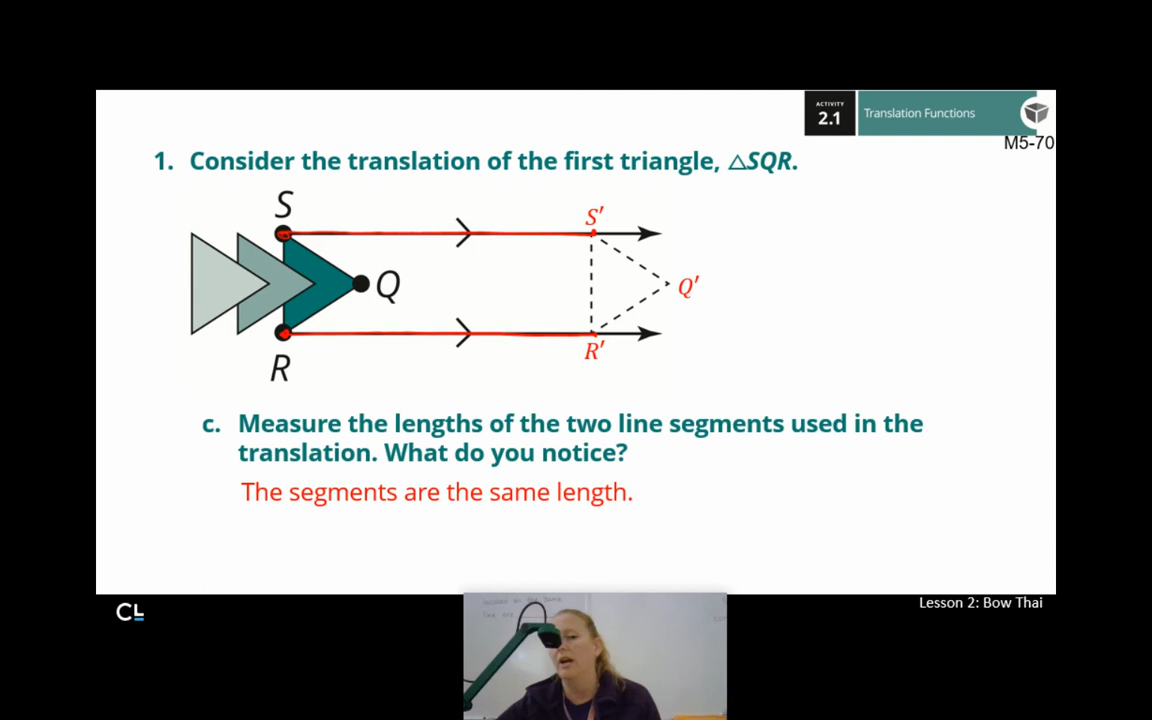 ACTIVITY
2.1
Translation Functions
M5-70
1. Consider the translation of the first triangle, △SQR.
S
S′
Q
Q′
R
R′
c. Measure the lengths of the two line segments used in the
translation. What do you notice?
The segments are the same length.
CL
Lesson 2: Bow Thai